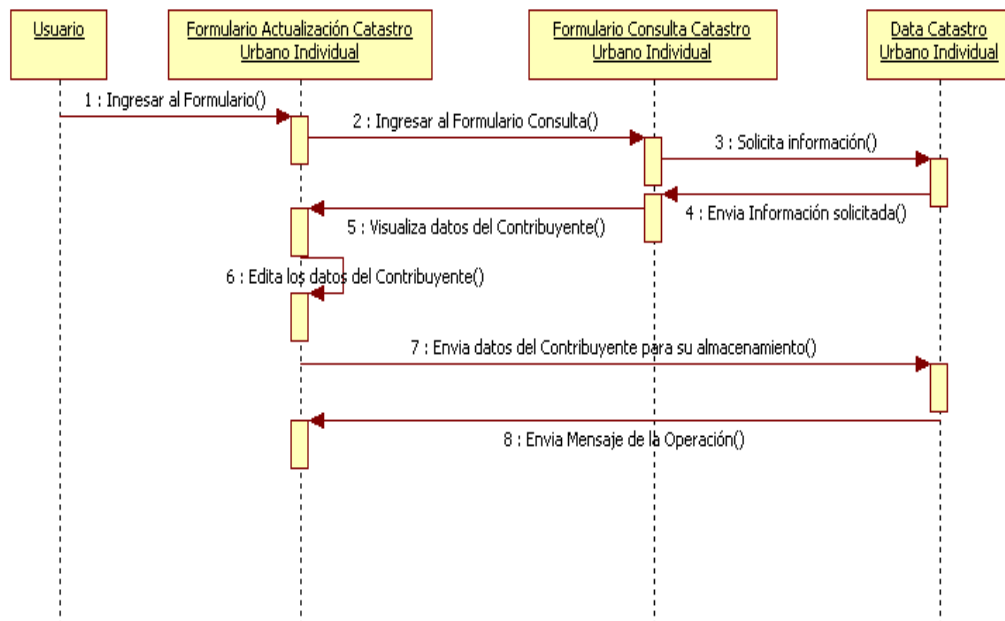 Usuario
Formulario Actualización Catastro
Urbano Individual
Formulario Consulta Catastro
Urbano Individual
Data Catastro
Urbano Individual
1 : Ingresar al Formulario()
2 : Ingresar al Formulario Consulta()
3 : Solicita información()
4 : Envia Información solicitada()
5 : Visualiza datos del Contribuyente()
6 : Edita los datos del Contribuyente()
7 : Envia datos del Contribuyente para su almacenamiento()
8 : Envia Mensaje de la Operación()